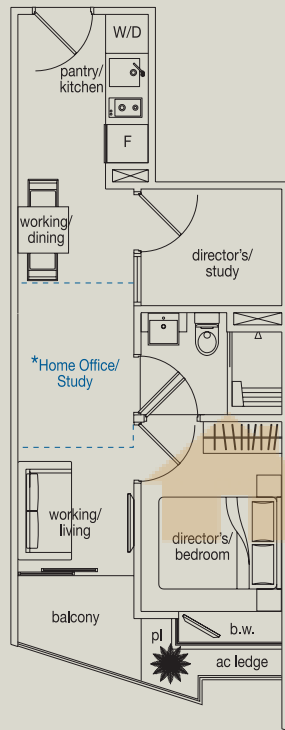 W/D
pantry/
kitchen
F
working/
dining
director's/
study
*Home Office/
Study
working/
living
director's/
bedroom
balcony
pl
b.w.
ac ledge